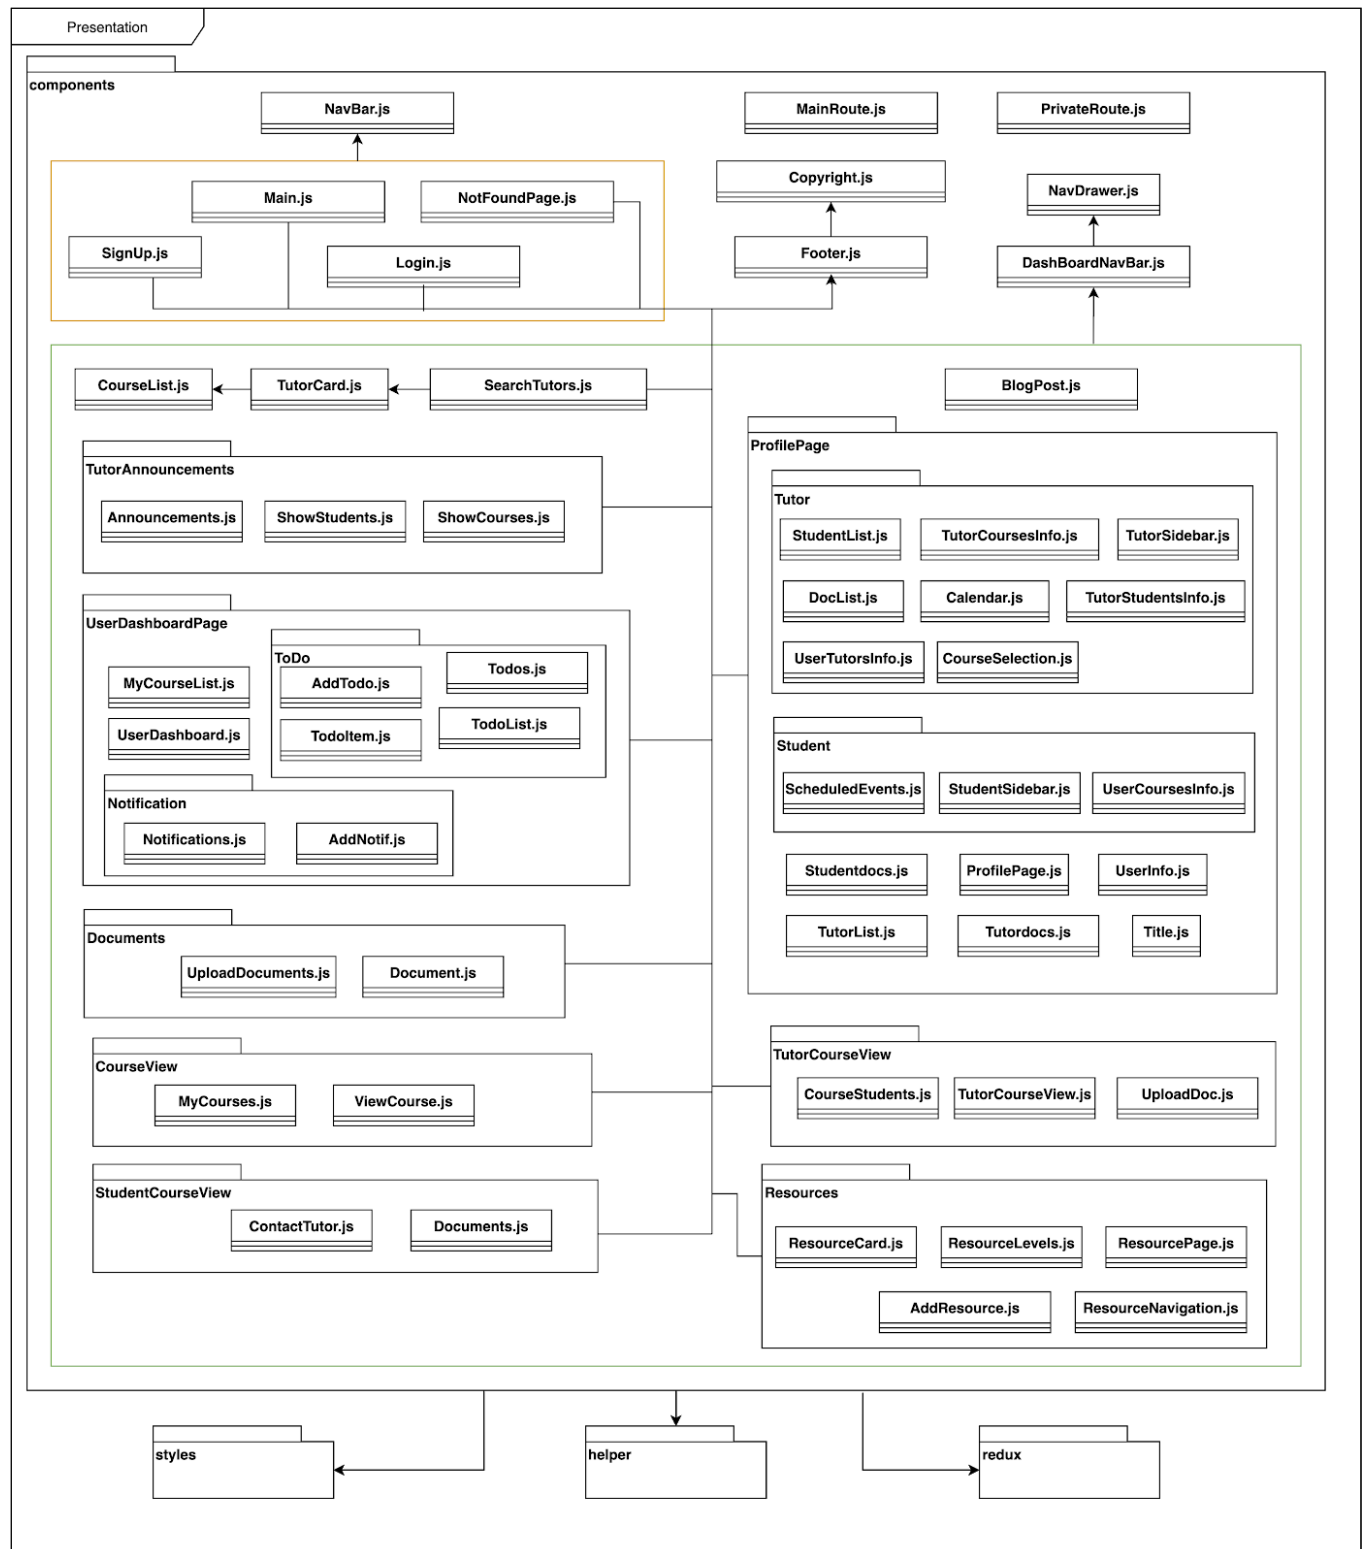 Presentation
components
NavBar.js
MainRoute.js
PrivateRoute.js
Main.js
NotFoundPage.js
Copyright.js
NavDrawer.js
SignUp.js
Login.js
Footer.js
DashBoardNavBar.js
CourseList.js
TutorCard.js
SearchTutors.js
BlogPost.js
TutorAnnouncements
Announcements.js
ShowStudents.js
ShowCourses.js
ProfilePage
Tutor
StudentList.js
TutorCoursesInfo.js
TutorSidebar.js
DocList.js
Calendar.js
TutorStudentsInfo.js
UserTutorsInfo.js
CourseSelection.js
UserDashboardPage
ToDo
MyCourseList.js
AddTodo.js
Todos.js
UserDashboard.js
TodoItem.js
TodoList.js
Notification
Notifications.js
AddNotif.js
Student
ScheduledEvents.js
StudentSidebar.js
UserCoursesInfo.js
Studentdocs.js
ProfilePage.js
UserInfo.js
TutorList.js
Tutordocs.js
Title.js
Documents
UploadDocuments.js
Document.js
CourseView
MyCourses.js
ViewCourse.js
TutorCourseView
CourseStudents.js
TutorCourseView.js
UploadDoc.js
StudentCourseView
ContactTutor.js
Documents.js
Resources
ResourceCard.js
ResourceLevels.js
ResourcePage.js
AddResource.js
ResourceNavigation.js
styles
helper
redux